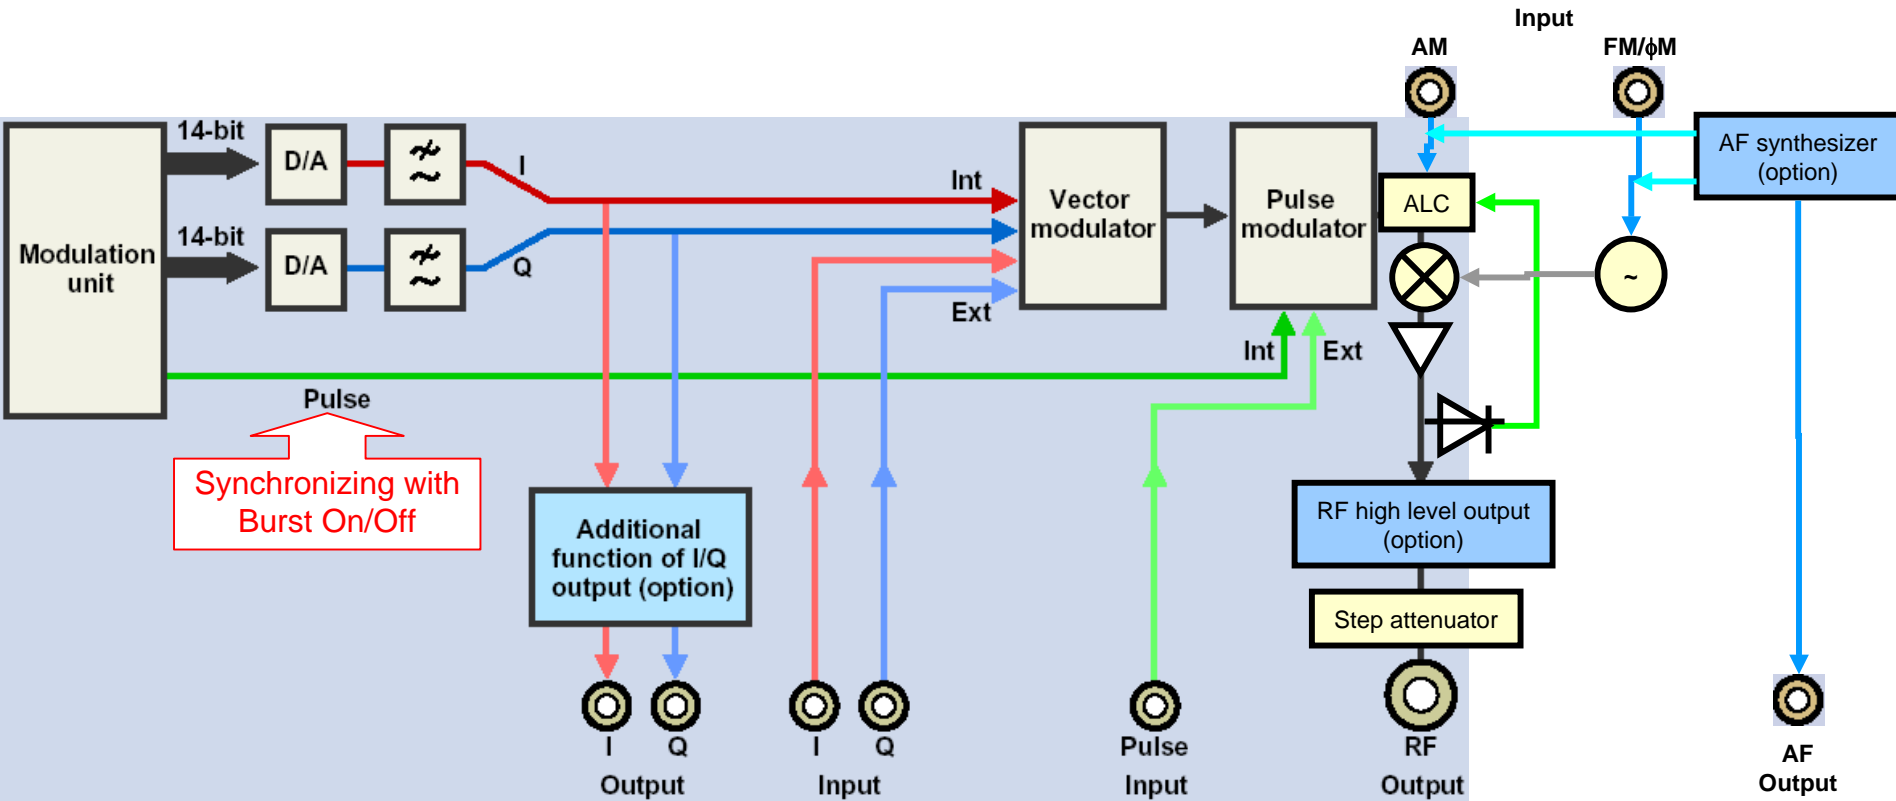 Input
AM
FM/ϕM
14-bit
D/A
I
Int
Vector
modulator
Pulse
modulator
ALC
AF synthesizer
(option)
Modulation
unit
14-bit
D/A
Q
Ext
~
Int
Ext
Pulse
Synchronizing with
Burst On/Off
Additional
function of I/Q
output (option)
RF high level output
(option)
Step attenuator
I
Q
Output
I
Q
Input
Pulse
Input
RF
Output
AF
Output